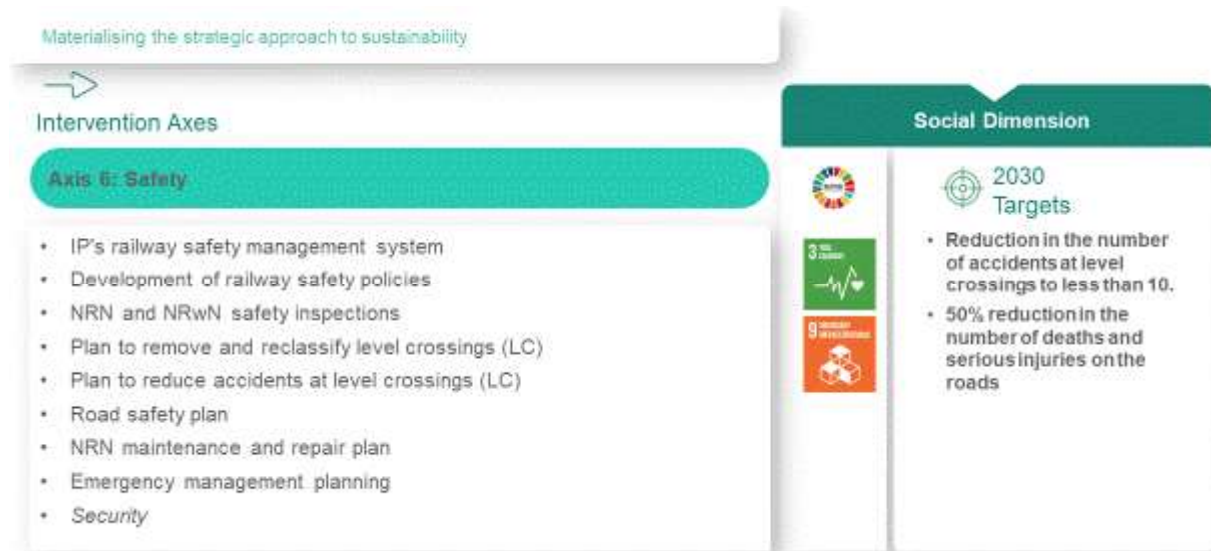 Materialising the strategic approach to sustainability
Intervention Axes
Axis 6: Safety
• IP's railway safety management system
• Development of railway safety policies
• NRN and NRwN safety inspections
• Plan to remove and reclassify level crossings (LC)
• Plan to reduce accidents at level crossings (LC)
• Road safety plan
• NRN maintenance and repair plan
• Emergency management planning
• Security
Social Dimension
3
9
2030
Targets
• Reduction in the number
of accidents at level
crossings to less than 10.
• 50% reduction in the
number of deaths and
serious injuries on the
roads